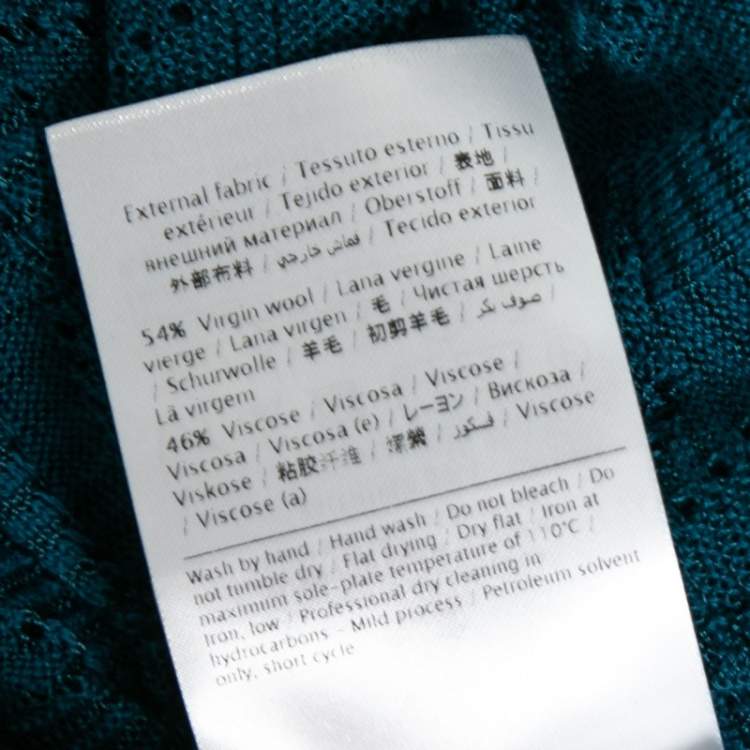 External fabric / Tessuto esterno / Tissu
extérieur / Tejido exterior / 表地 /
внешний материал / Oberstoff / 面料 /
外部布料 / قماش خارجي / Tecido exterior
54% Virgin wool / Lana vergine / Laine
vierge / Lana virgen / 毛 / Чистая шерсть
/ Schurwolle / 羊毛 / 初剪羊毛 / صوف بكر /
Lã virgem
46% Viscose / Viscosa / Viscose /
Viscosa / Viscosa (e) / レーヨン / Вискоза /
Viskose / 粘胶纤维 / / فسكوز / Viscose
/ Viscose (a)
Wash by hand / Hand wash / Do not bleach / Do
not tumble dry / Flat drying / Dry flat / Iron at
maximum sole-plate temperature of 110°C /
Iron, low / Professional dry cleaning in
hydrocarbons - Mild process / Petroleum solvent
only, short cycle